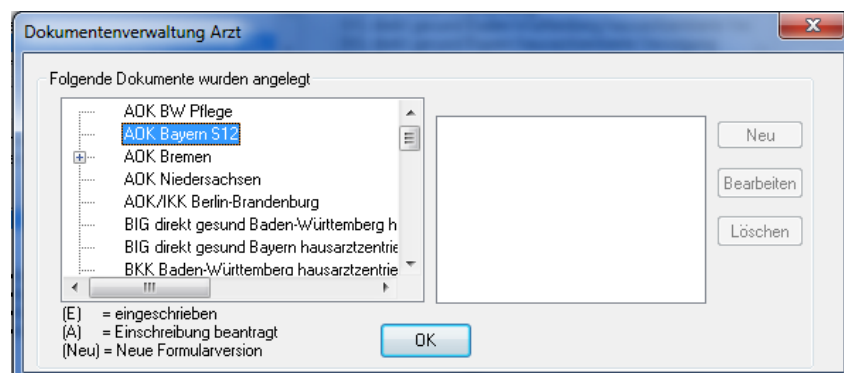 Dokumentenverwaltung Arzt
Folgende Dokumente wurden angelegt
AOK BW Pflege
AOK Bayern S12
AOK Bremen
AOK Niedersachsen
AOK/IKK Berlin-Brandenburg
BIG direkt gesund Baden-Württemberg h
BIG direkt gesund Bayern hausarztzentrie
BKK Baden-Württemberg hausarztzentrie
Neu
Bearbeiten
Löschen
(E) = eingeschrieben
(A) = Einschreibung beantragt
(Neu) = Neue Formularversion
OK